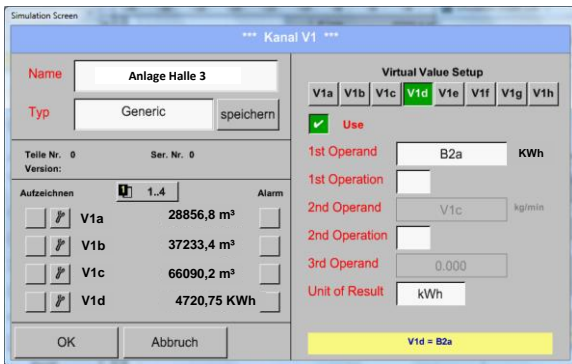 Simulation Screen
*** Kanal V1 ***
Name Anlage Halle 3
Typ Generic speichern
Teile Nr. 0 Ser. Nr. 0
Version:
Aufzeichnen 1..4 Alarm
V1a 28856,8 m³
V1b 37233,4 m³
V1c 66090,2 m³
V1d 4720,75 KWh
OK Abbruch
Virtual Value Setup
V1a V1b V1c V1d V1e V1f V1g V1h
Use
1st Operand B2a KWh
1st Operation
2nd Operand V1c kg/min
2nd Operation
3rd Operand 0.000
Unit of Result kWh
V1d = B2a